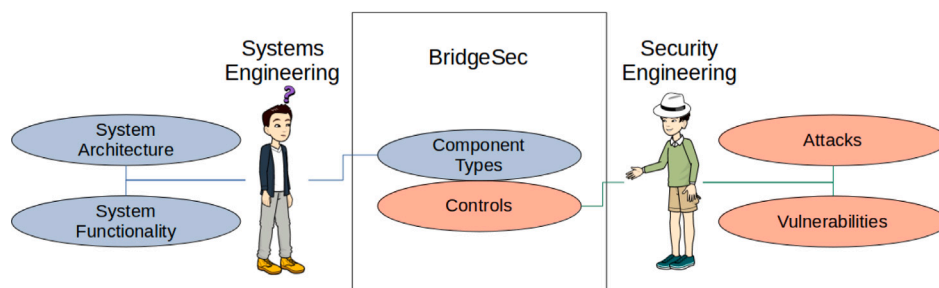 Systems
Engineering
?
BridgeSec
Security
Engineering
System
Architecture
System
Functionality
Component
Types
Controls
Attacks
Vulnerabilities